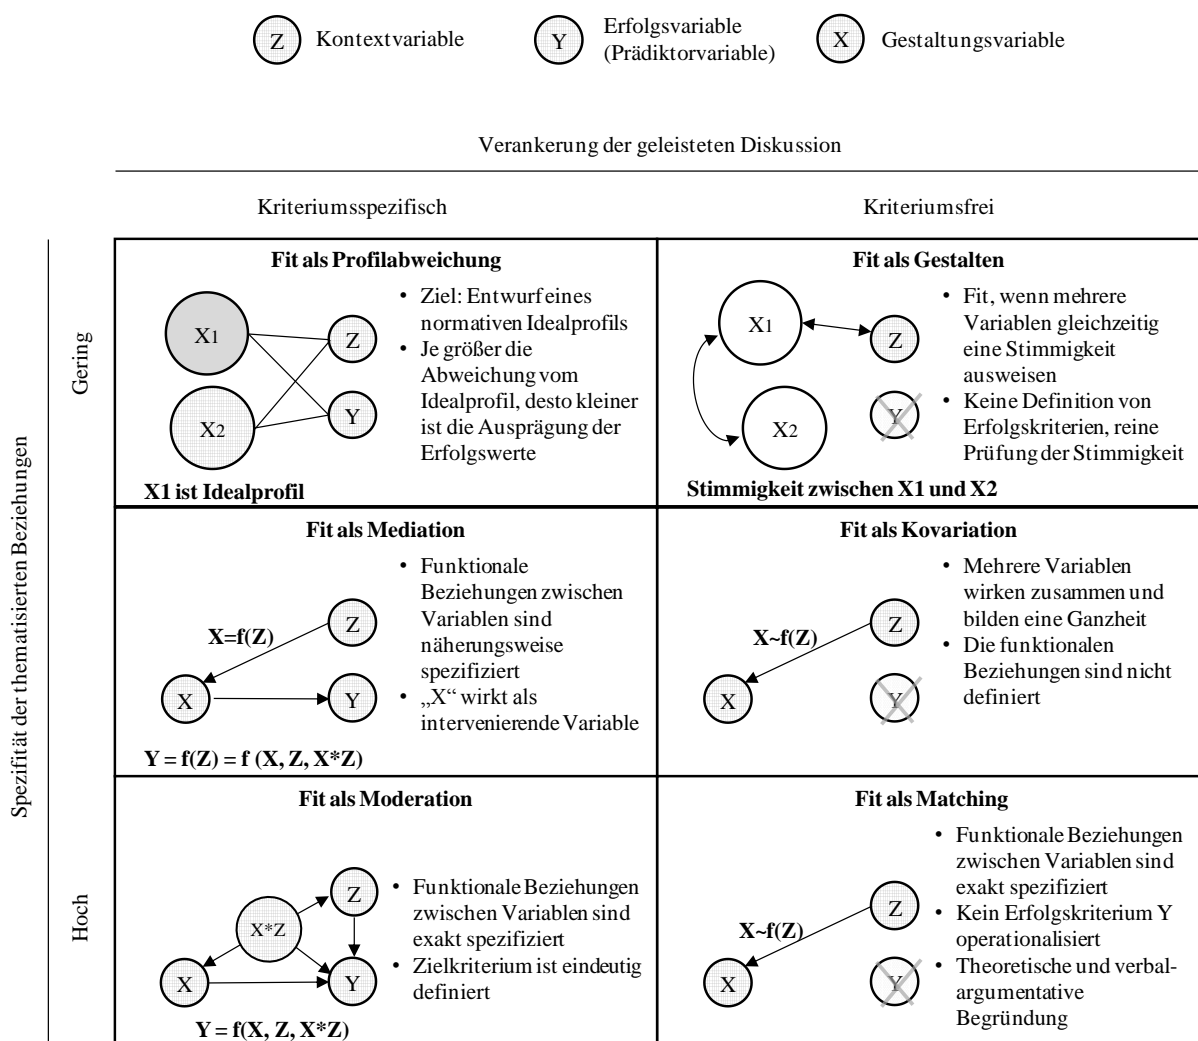 Z Kontextvariable
Y Erfolgsvariable
(Prädiktorvariable)
X Gestaltungsvariable
Verankerung der geleisteten Diskussion
Kriteriumsspezifisch
Kriteriumsfrei
Spezifität der thematisierten Beziehungen
Gering
Hoch
Fit als Profilabweichung
X1
X2
Z
Y
• Ziel: Entwurf eines
normativen Idealprofils
• Je größer die
Abweichung vom
Idealprofil, desto kleiner
ist die Ausprägung der
Erfolgswerte
X1 ist Idealprofil
Fit als Gestalten
X1
X2
Z
Y
• Fit, wenn mehrere
Variablen gleichzeitig
eine Stimmigkeit
ausweisen
• Keine Definition von
Erfolgskriterien, reine
Prüfung der Stimmigkeit
Stimmigkeit zwischen X1 und X2
Fit als Mediation
Z
X=f(Z)
X
Y
• Funktionale
Beziehungen zwischen
Variablen sind
näherungsweise
spezifiziert
• „X“ wirkt als
intervenierende Variable
Y = f(Z) = f (X, Z, X*Z)
Fit als Kovariation
Z
X~f(Z)
X
Y
• Mehrere Variablen
wirken zusammen und
bilden eine Ganzheit
• Die funktionalen
Beziehungen sind nicht
definiert
Fit als Moderation
Z
X*Z
X
Y
• Funktionale Beziehungen
zwischen Variablen sind
exakt spezifiziert
• Zielkriterium ist eindeutig
definiert
Y = f(X, Z, X*Z)
Fit als Matching
Z
X~f(Z)
X
Y
• Funktionale Beziehungen
zwischen Variablen sind
exakt spezifiziert
• Kein Erfolgskriterium Y
operationalisiert
• Theoretische und verbal-
argumentative
Begründung